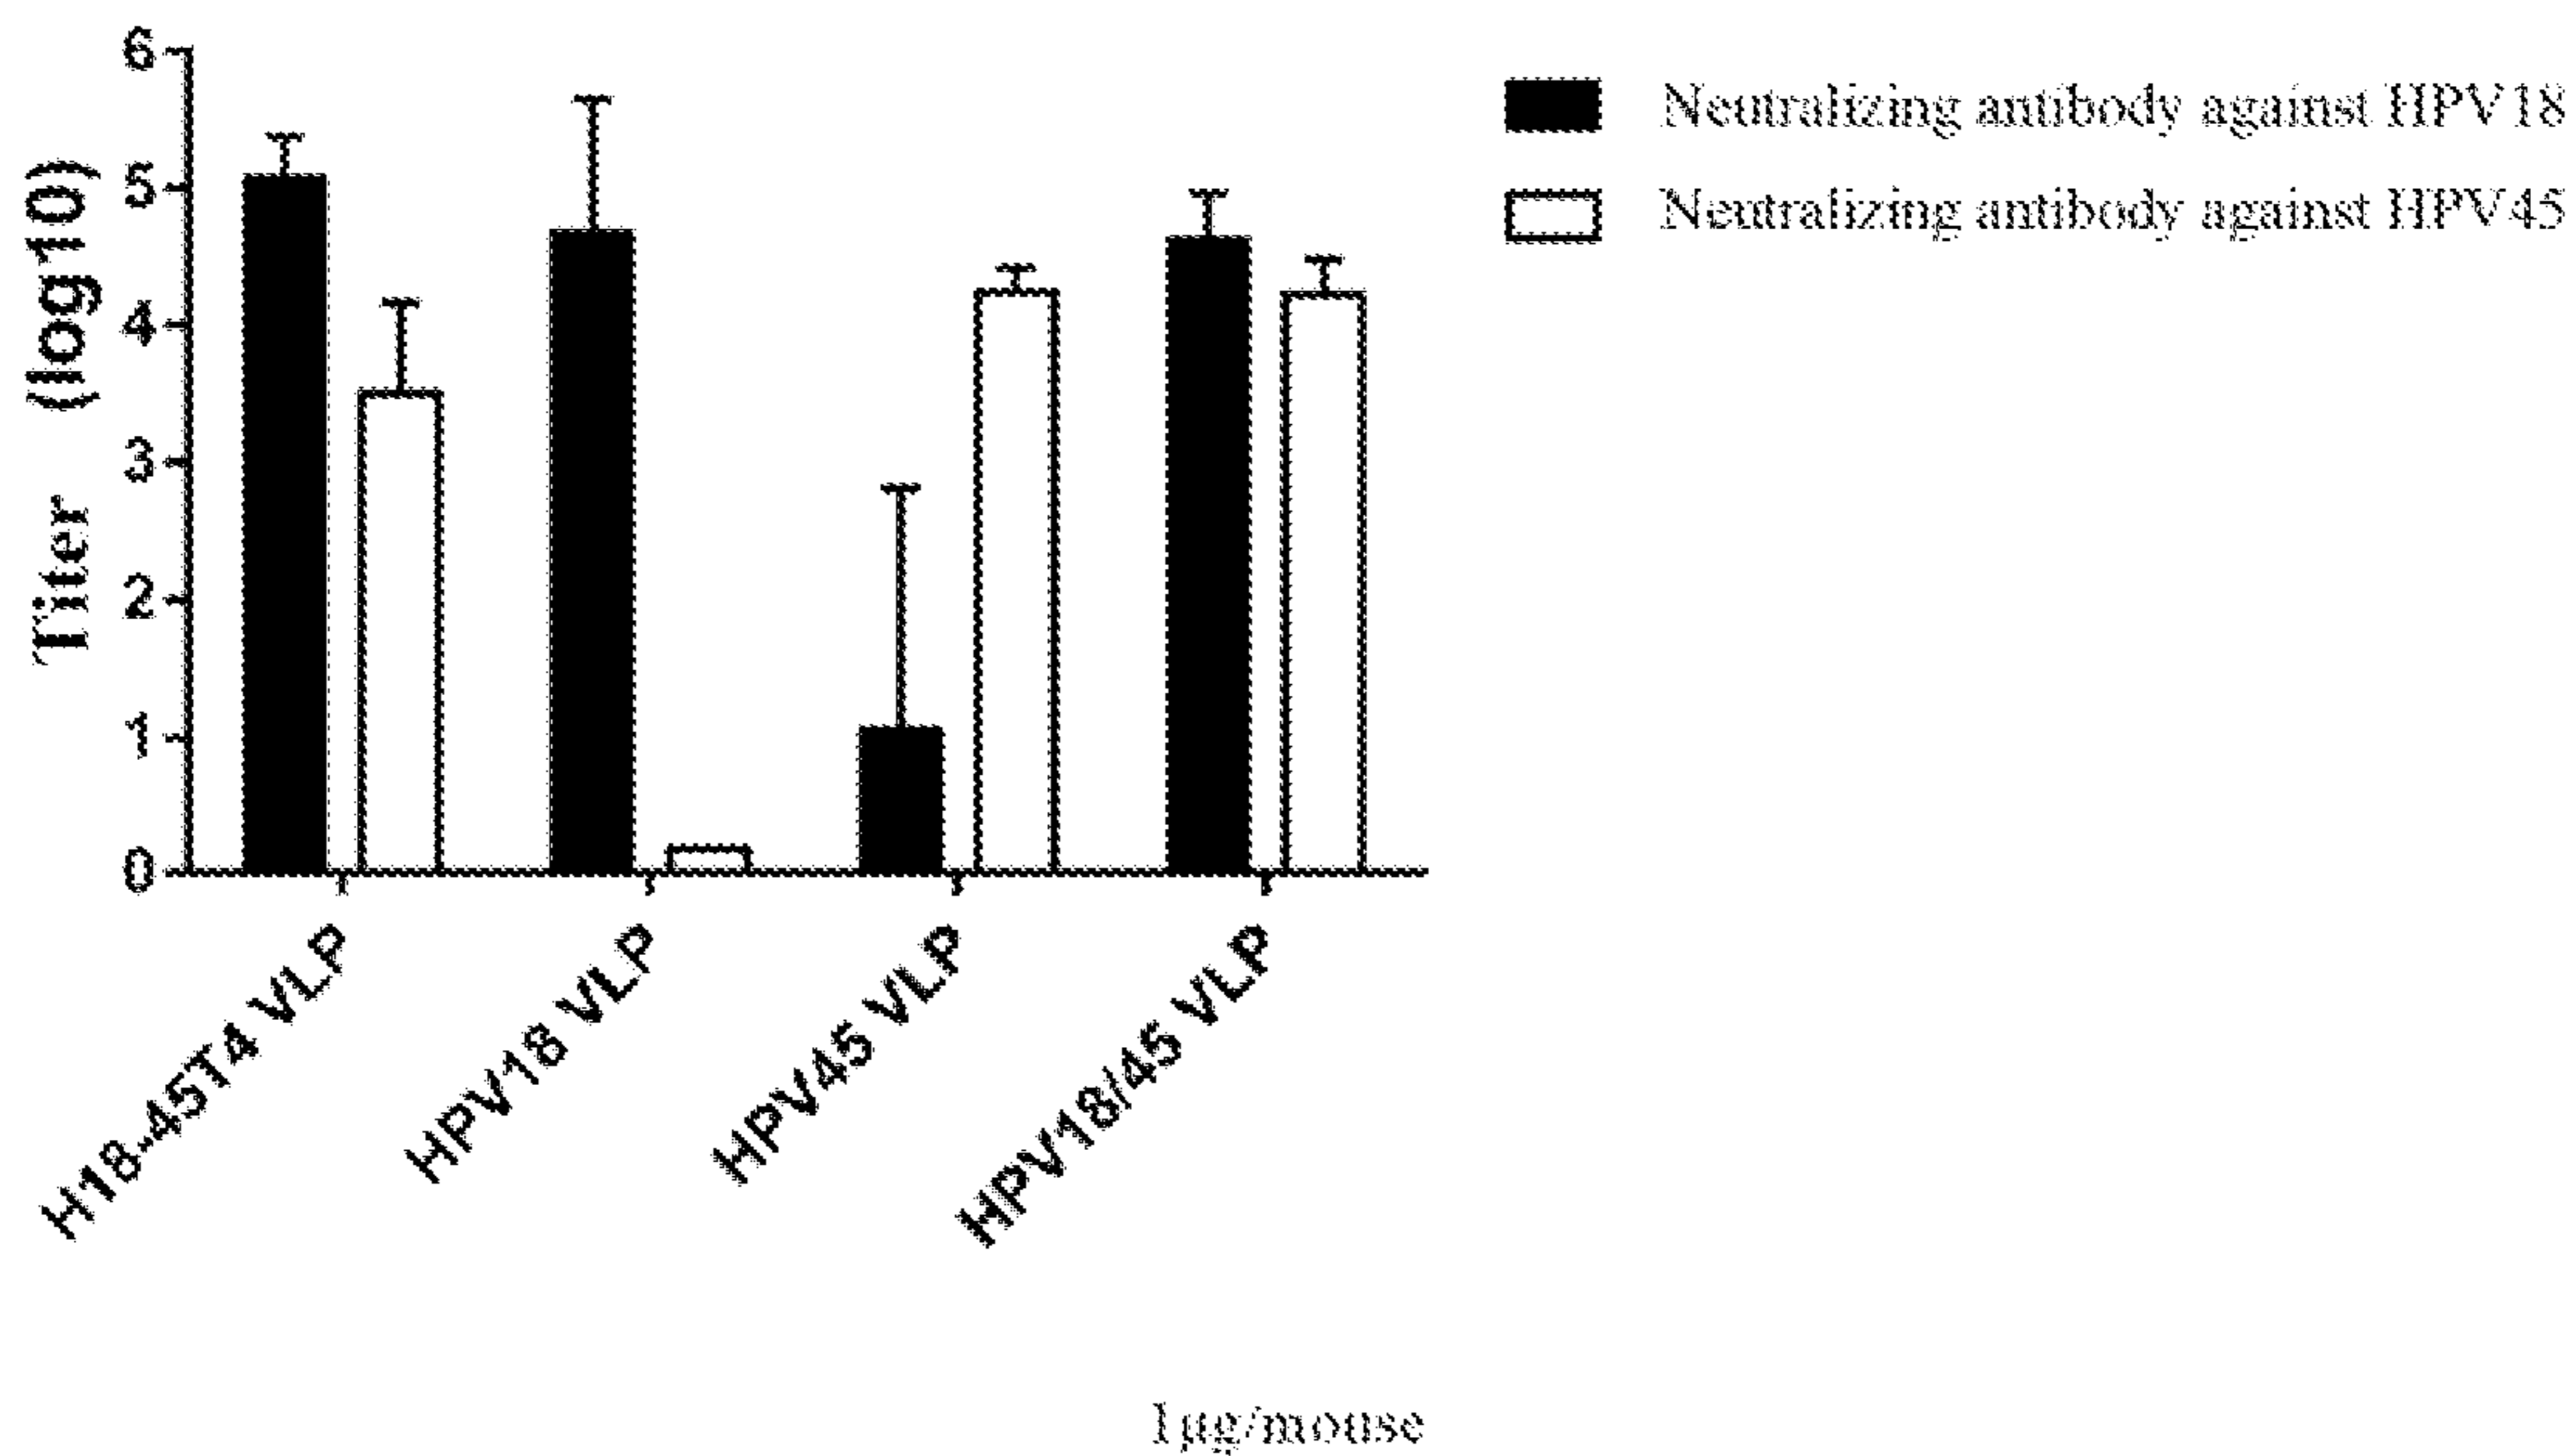 Titer (log10)
6
5
4
3
2
1
0
Neutralizing antibody against HPV18
Neutralizing antibody against HPV45
H18-45T4 VLP
HPV18 VLP
HPV45 VLP
HPV18/45 VLP
1μg/mouse